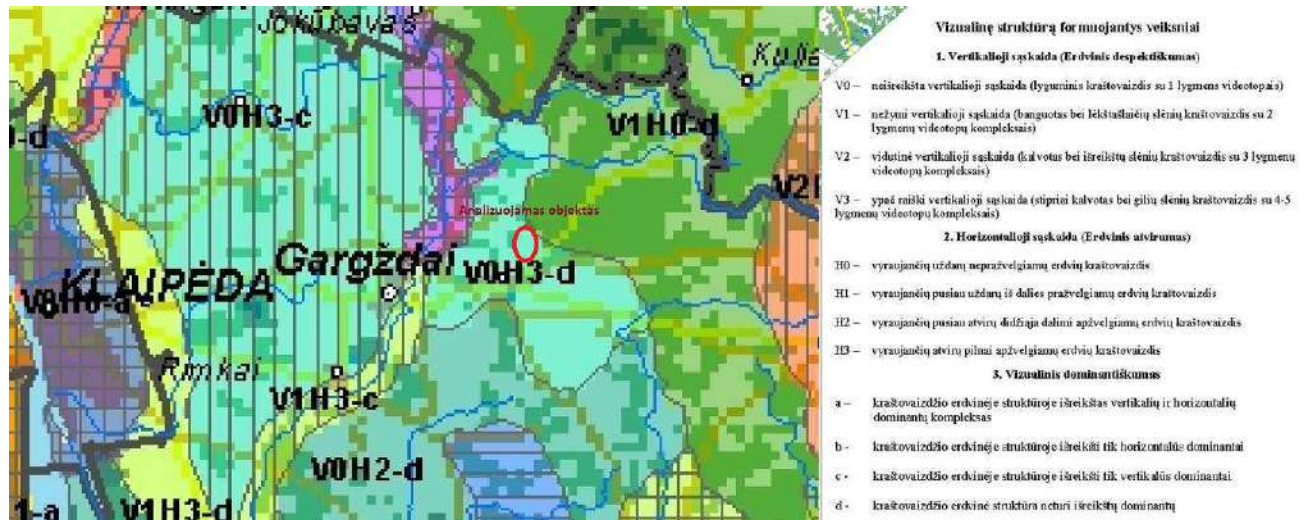 Jokūbavas
Kulia
V0H3-c
V1H0-d
0-d
V2
Analizuojamas objektas
Gargždai
V0H3-d
KLAIPĖDA
V0H0-a
Rimkai
V1H3-c
V0H2-d
1-a
V1H3-d
Vizualinę struktūrą formuojantys veiksniai
1. Vertikalioji sąskaida (Erdvinis despektiškumas)
V0 – neišreikšta vertikalioji sąskaida (lyguminis kraštovaizdis su 1 lygmens videotopais)
V1 – nežymi vertikalioji sąskaida (banguotas bei lėkštašlaičių slėnių kraštovaizdis su 2
lygmenų videotopų kompleksais)
V2 – vidutinė vertikalioji sąskaida (kalvotas bei išreikštų slėnių kraštovaizdis su 3 lygmenų
videotopų kompleksais)
V3 – ypač raiški vertikalioji sąskaida (stipriai kalvotas bei gilių slėnių kraštovaizdis su 4-5
lygmenų videotopų kompleksais)
2. Horizontalioji sąskaida (Erdvinis atvirumas)
H0 – vyraujančių uždarų nepražvelgiamų erdvių kraštovaizdis
H1 – vyraujančių pusiau uždarų iš dalies pražvelgiamų erdvių kraštovaizdis
H2 – vyraujančių pusiau atvirų didžiąja dalimi apžvelgiamų erdvių kraštovaizdis
H3 – vyraujančių atvirų pilnai apžvelgiamų erdvių kraštovaizdis
3. Vizualinis dominantiškumas
a – kraštovaizdžio erdvinėje struktūroje išreikštas vertikalių ir horizontalių
dominantų kompleksas
b - kraštovaizdžio erdvinėje struktūroje išreikšti tik horizontalūs dominantai
c - kraštovaizdžio erdvinėje struktūroje išreikšti tik vertikalūs dominantai
d - kraštovaizdžio erdvinė struktūra neturi išreikštų dominantų